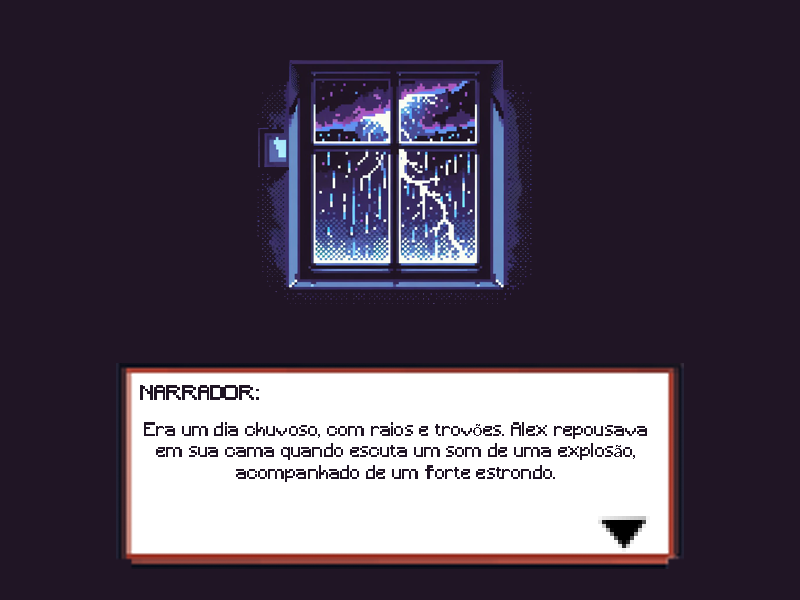 NARRADOR:
Era um dia chuvoso, com raios e trovões. Alex repousava
em sua cama quando escuta um som de uma explosão,
acompanhado de um forte estrondo.